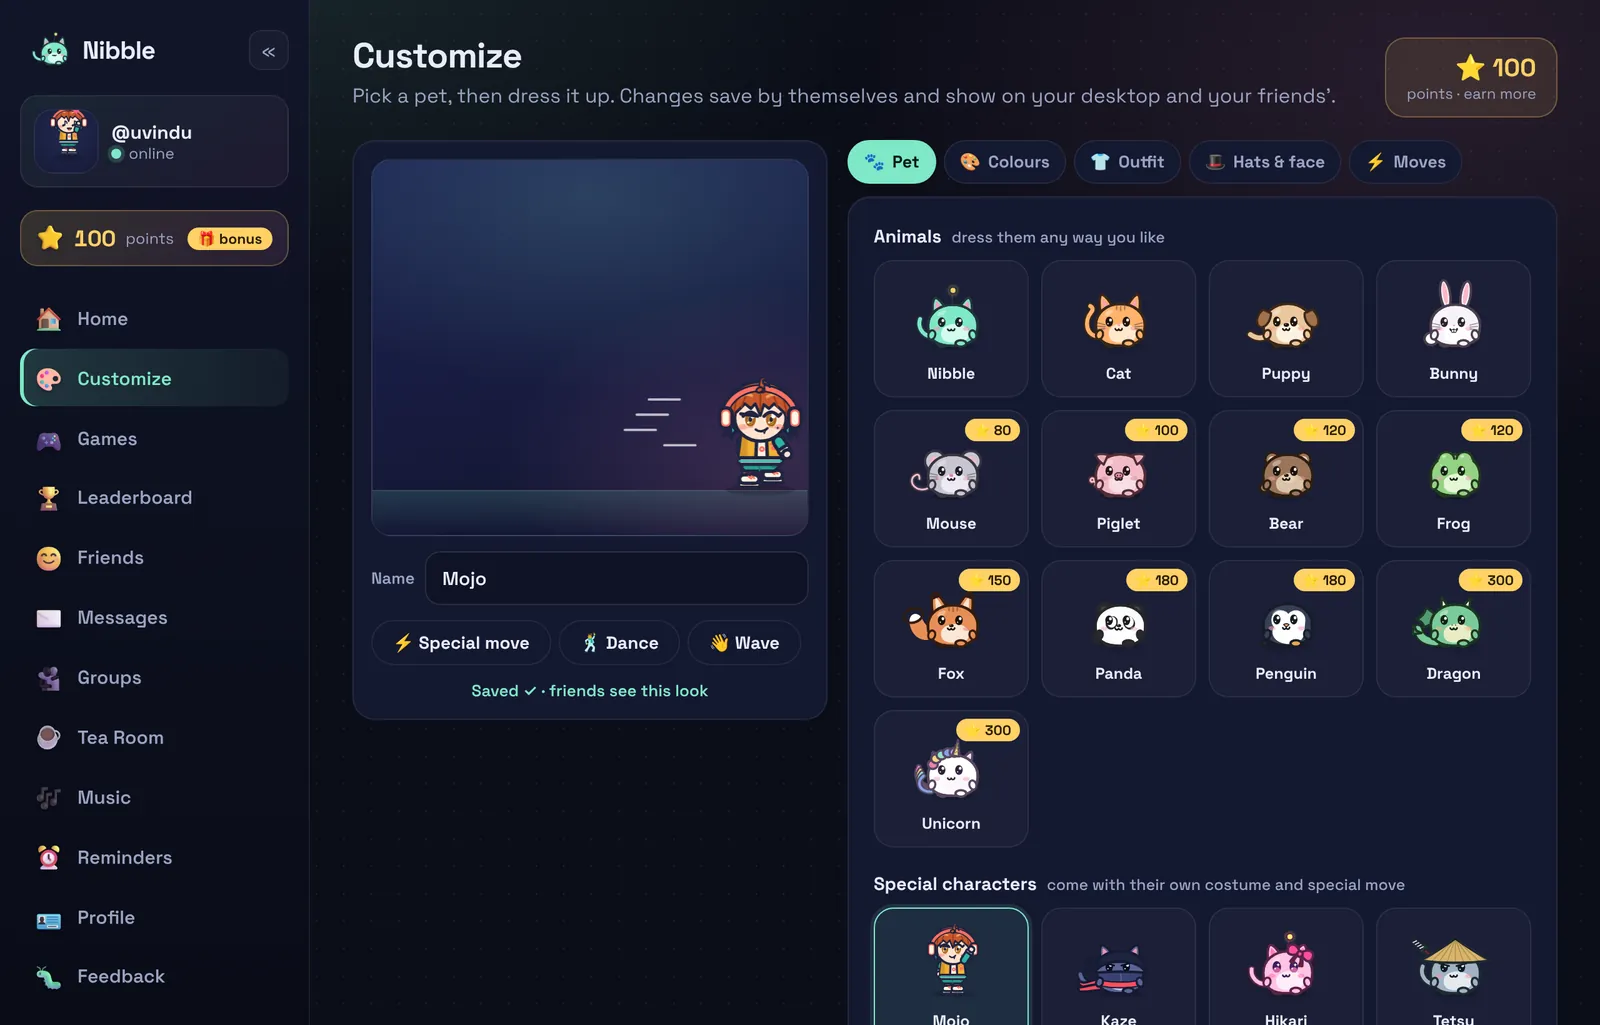 Nibble
«
@uvindu
online
100 points bonus
Home
Customize
Games
Leaderboard
Friends
Messages
Groups
Tea Room
Music
Reminders
Profile
Feedback
Customize
Pick a pet, then dress it up. Changes save by themselves and show on your desktop and your friends’.
100
points · earn more
Name Mojo
Special move Dance Wave
Saved ✓ · friends see this look
Pet Colours Outfit Hats & face Moves
Animals dress them any way you like
Nibble Cat Puppy Bunny
80 100 120 120
Mouse Piglet Bear Frog
150 180 180 300
Fox Panda Penguin Dragon
300
Unicorn
Special characters come with their own costume and special move
Mojo Kaze Hikari Tetsu